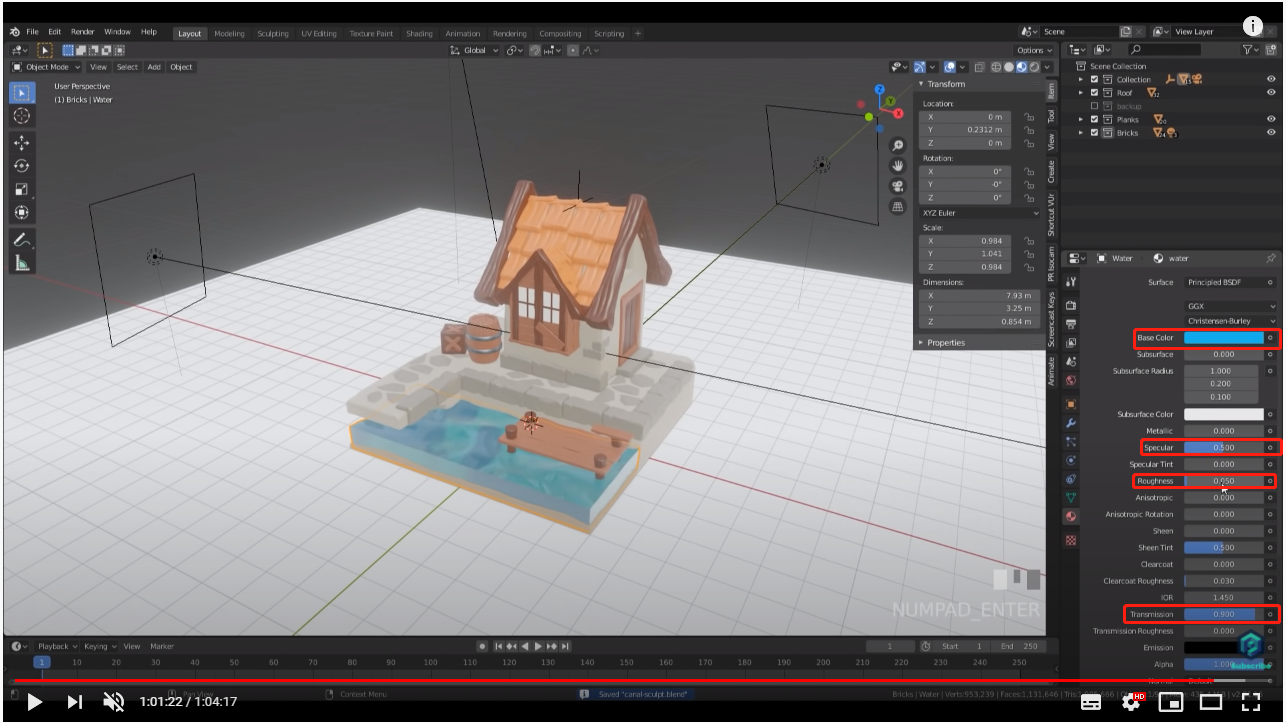 File Edit Render Window Help Layout Modeling Sculpting UV Editing Texture Paint Shading Animation Rendering Compositing Scripting + Scene View Layer
Global Options
Object Mode View Select Add Object
User Perspective
(1) Bricks | Water
Transform
Location:
X 0 m
Y 0.2312 m
Z 0 m
Rotation:
X 0°
Y -0°
Z 0°
XYZ Euler
Scale:
X 0.984
Y 1.041
Z 0.984
Dimensions:
X 7.93 m
Y 3.25 m
Z 0.854 m
Properties
Item
Tool
View
Create
Shortcut VUr
PR Isocam
Screencast Keys
Animate
X
Y
Z
Scene Collection
Collection
Roof
backup
Planks
Bricks
Water water
Surface Principled BSDF
GGX
Christensen-Burley
Base Color
Subsurface 0.000
Subsurface Radius 1.000
0.200
0.100
Subsurface Color
Metallic 0.000
Specular 0.500
Specular Tint 0.000
Roughness 0.050
Anisotropic 0.000
Anisotropic Rotation 0.000
Sheen 0.000
Sheen Tint 0.500
Clearcoat 0.000
Clearcoat Roughness 0.030
IOR 1.450
Transmission 0.900
Transmission Roughness 0.000
Emission
Alpha 1.000
Normal Default
Subscribe
NUMPAD_ENTER
Playback Keying View Marker 1 Start 1 End 250
1 10 20 30 40 50 60 70 80 90 100 110 120 130 140 150 160 170 180 190 200 210 220 230 240 250
Pan View Context Menu Saved "canal-sculpt.blend" Bricks | Water | Verts:953,239 | Faces:1,131,646
1:01:22 / 1:04:17 HD